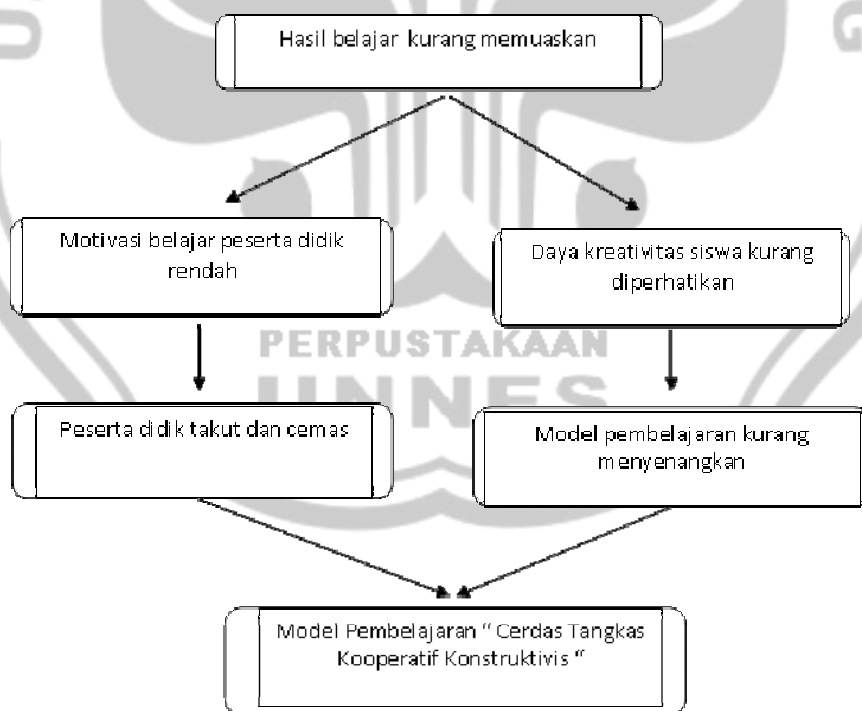 Hasil belajar kurang memuaskan
Motivasi belajar peserta didik
rendah
Daya kreativitas siswa kurang
diperhatikan
PERPUSTAKAAN
UNNES
Peserta didik takut dan cemas
Model pembelajaran kurang
menyenangkan
Model Pembelajaran “ Cerdas Tangkas
Kooperatif Konstruktivis “